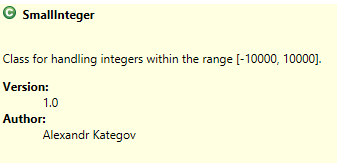 SmallInteger
Class for handling integers within the range [-10000, 10000].
Version:
1.0
Author:
Alexandr Kategov